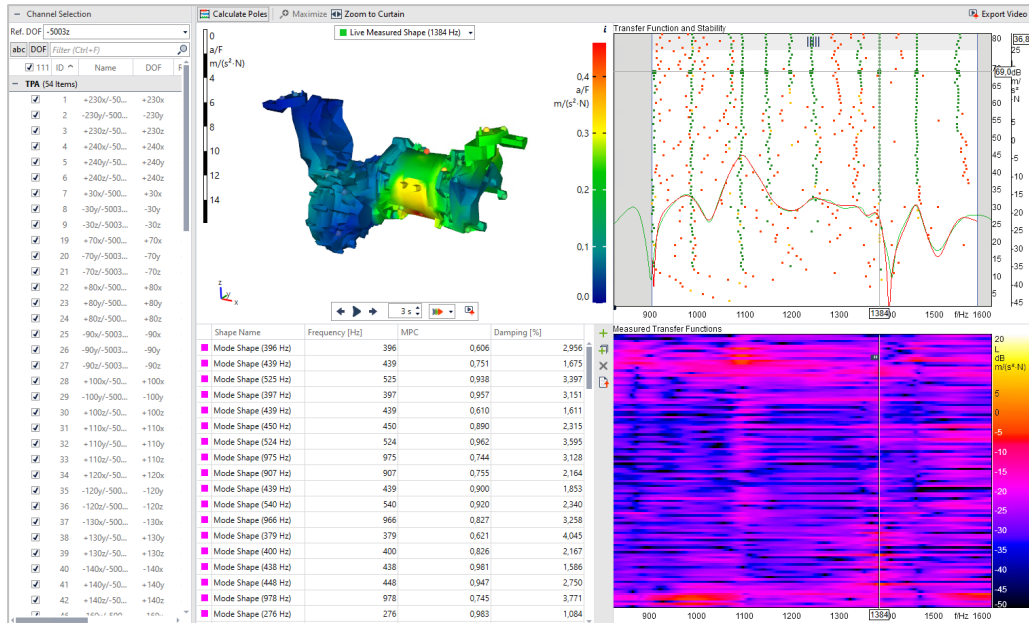 Channel Selection
Ref. DOF -5003z
abc DOF Filter (Ctrl+F)
111 ID Name DOF
TPA (54 Items)
1 +230x/-50... +230x
2 -230y/-5003... -230y
3 +230z/-50... +230z
4 +240x/-50... +240x
5 +240y/-50... +240y
6 +240z/-50... +240z
7 +30x/-500... +30x
8 -30y/-5003... -30y
9 -30z/-5003... -30z
19 +70x/-500... +70x
20 -70y/-5003... -70y
21 -70z/-5003... -70z
22 +80x/-500... +80x
23 +80y/-500... +80y
24 +80z/-500... +80z
25 -90x/-5003... -90x
26 -90y/-5003... -90y
27 -90z/-5003... -90z
28 +100x/-50... +100x
29 -100y/-500... -100y
30 +100z/-50... +100z
31 +110x/-50... +110x
32 +110y/-50... +110y
33 +110z/-50... +110z
34 +120x/-50... +120x
35 -120y/-500... -120y
36 -120z/-500... -120z
37 -130x/-500... -130x
38 +130y/-50... +130y
39 +130z/-50... +130z
40 -140x/-500... -140x
41 +140y/-50... +140y
42 +140z/-50... +140z
Calculate Poles Maximize Zoom to Curtain Export Video
Live Measured Shape (1384 Hz)
0
a/F
m/(s²·N)
4
6
8
10
12
14
i
0,4
a/F
m/(s²·N)
0,3
0,2
0,1
0,0
z
y
x
3 s
Shape Name Frequency [Hz] MPC Damping [%]
Mode Shape (396 Hz) 396 0,606 2,956
Mode Shape (439 Hz) 439 0,751 1,675
Mode Shape (525 Hz) 525 0,938 3,397
Mode Shape (397 Hz) 397 0,957 3,151
Mode Shape (439 Hz) 439 0,610 1,611
Mode Shape (450 Hz) 450 0,890 2,315
Mode Shape (524 Hz) 524 0,962 3,595
Mode Shape (975 Hz) 975 0,744 3,128
Mode Shape (907 Hz) 907 0,755 2,164
Mode Shape (439 Hz) 439 0,900 1,853
Mode Shape (540 Hz) 540 0,920 2,340
Mode Shape (966 Hz) 966 0,827 3,258
Mode Shape (379 Hz) 379 0,621 4,045
Mode Shape (400 Hz) 400 0,826 2,167
Mode Shape (438 Hz) 438 0,981 1,586
Mode Shape (448 Hz) 448 0,947 2,750
Mode Shape (978 Hz) 978 0,745 3,771
Mode Shape (276 Hz) 276 0,983 1,084
Transfer Function and Stability
80 36,8
25
69,0 dB
m/
s²
·N
65
60
55
50
45
40
35
30
25
20
15
10
5
0
-5
-10
-15
-20
-25
-30
-35
-40
-45
900 1000 1100 1200 1300 1384 1500 f/Hz 1600
Measured Transfer Functions
20
L
dB
m/(s²·N)
5
0
-5
-10
-15
-20
-25
-30
-35
-40
-45
-50
900 1000 1100 1200 1300 1384 1500 f/Hz 1600